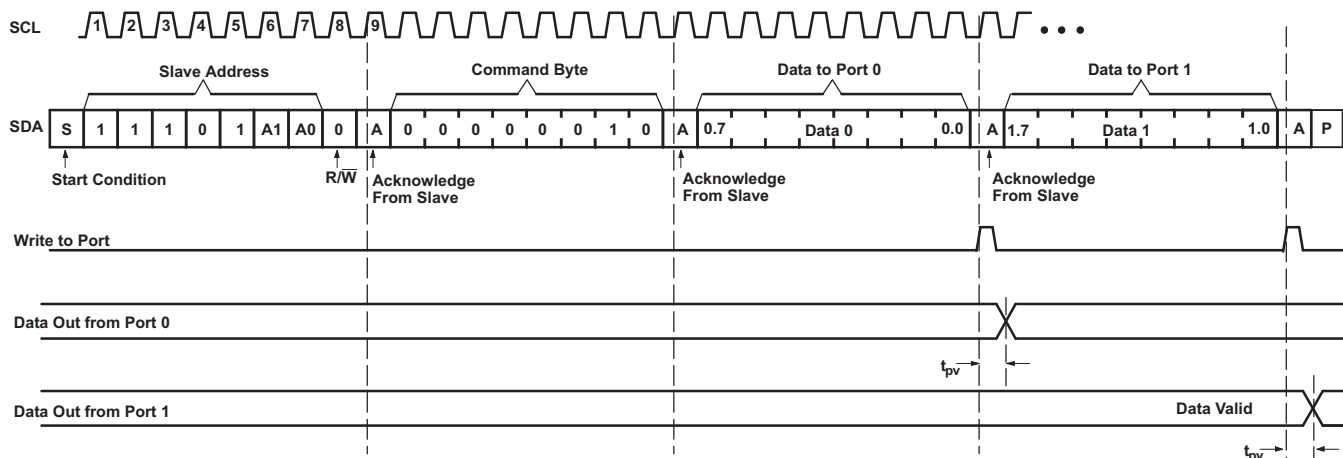 SCL 1 2 3 4 5 6 7 8 9 • • •
Slave Address Command Byte Data to Port 0 Data to Port 1
SDA S 1 1 1 0 1 A1 A0 0 A 0 0 0 0 0 0 1 0 A 0.7 Data 0 0.0 A 1.7 Data 1 1.0 A P
Start Condition R/W̅ Acknowledge From Slave Acknowledge From Slave Acknowledge From Slave
Write to Port
Data Out from Port 0
tpv
Data Out from Port 1 Data Valid
tpv